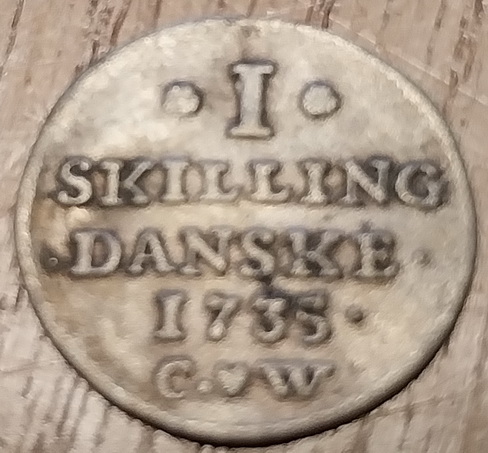 • I •
SKILLING
·DANSKE·
1735·
C.♥W